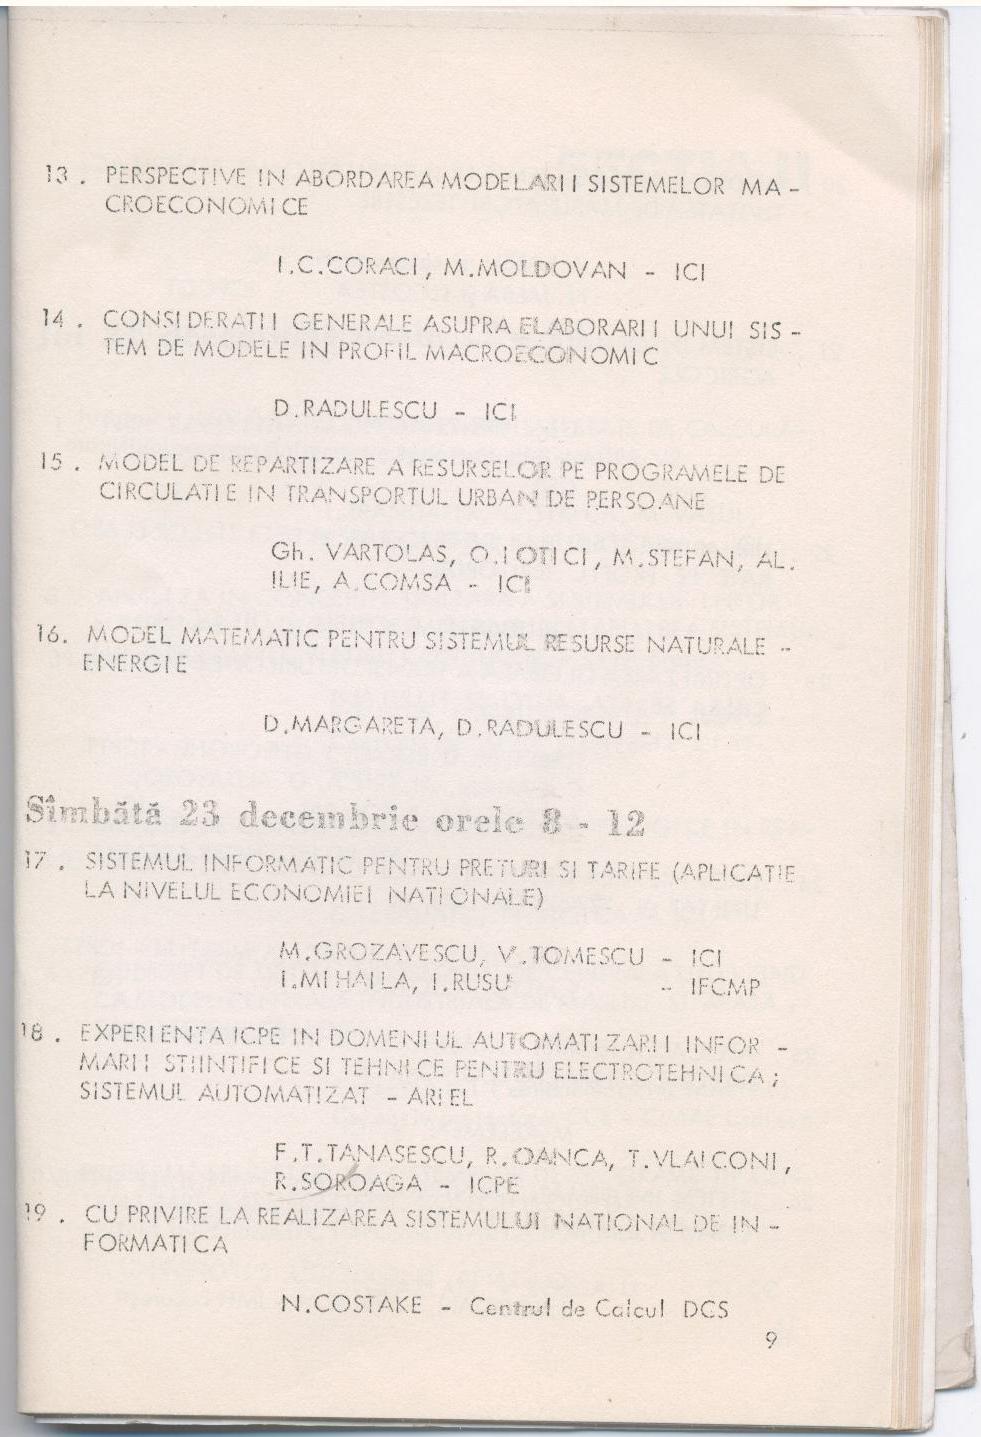 13 . PERSPECTIVE IN ABORDAREA MODELARII SISTEMELOR MA -
CROECONOMICE
I.C.CORACI, M.MOLDOVAN - ICI
14 . CONSIDERATII GENERALE ASUPRA ELABORARII UNUI SIS -
TEM DE MODELE IN PROFIL MACROECONOMIC
D.RADULESCU - ICI
15 . MODEL DE REPARTIZARE A RESURSELOR PE PROGRAMELE DE
CIRCULATIE IN TRANSPORTUL URBAN DE PERSOANE
Gh. VARTOLAS, O.IOTICI, M.STEFAN, AL.
ILIE, A.COMSA - ICI
16. MODEL MATEMATIC PENTRU SISTEMUL RESURSE NATURALE -
ENERGIE
D.MARGARETA, D.RADULESCU - ICI
Sîmbătă 23 decembrie orele 8 - 12
17 . SISTEMUL INFORMATIC PENTRU PRETURI SI TARIFE (APLICATIE
LA NIVELUL ECONOMIEI NATIONALE)
M.GROZAVESCU, V.TOMESCU - ICI
I.MIHAILA, I.RUSU - IFCMP
18 . EXPERIENTA ICPE IN DOMENIUL AUTOMATIZARII INFOR -
MARII STIINTIFICE SI TEHNICE PENTRU ELECTROTEHNICA ;
SISTEMUL AUTOMATIZAT - ARIEL
F.T.TANASESCU, R.OANCA, T.VLAICONI,
R.SOROAGA - ICPE
19 . CU PRIVIRE LA REALIZAREA SISTEMULUI NATIONAL DE IN -
FORMATICA
N.COSTAKE - Centrul de Calcul DCS
9